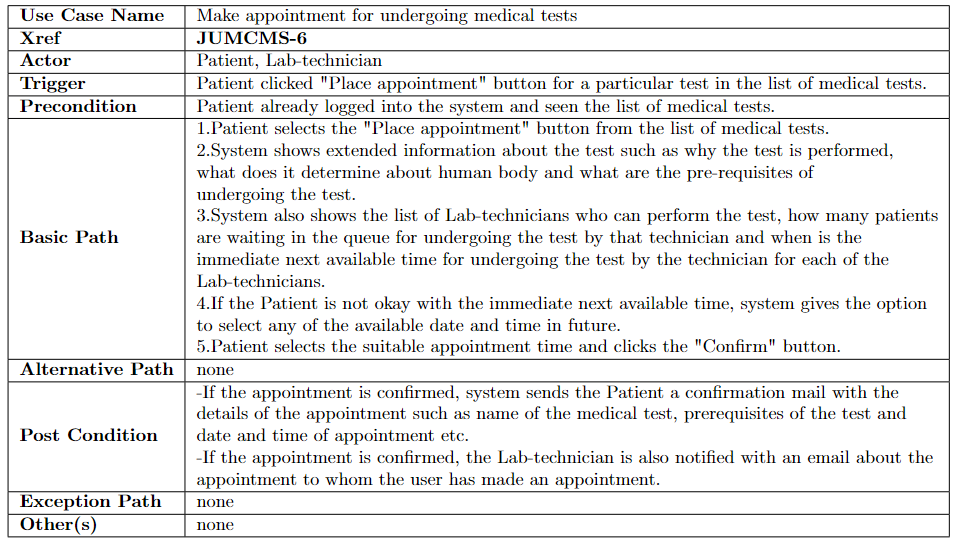 Use Case Name Make appointment for undergoing medical tests
Xref JUMCMS-6
Actor Patient, Lab-technician
Trigger Patient clicked "Place appointment" button for a particular test in the list of medical tests.
Precondition Patient already logged into the system and seen the list of medical tests.
Basic Path
1.Patient selects the "Place appointment" button from the list of medical tests.
2.System shows extended information about the test such as why the test is performed,
what does it determine about human body and what are the pre-requisites of
undergoing the test.
3.System also shows the list of Lab-technicians who can perform the test, how many patients
are waiting in the queue for undergoing the test by that technician and when is the
immediate next available time for undergoing the test by the technician for each of the
Lab-technicians.
4.If the Patient is not okay with the immediate next available time, system gives the option
to select any of the available date and time in future.
5.Patient selects the suitable appointment time and clicks the "Confirm" button.
Alternative Path none
Post Condition
-If the appointment is confirmed, system sends the Patient a confirmation mail with the
details of the appointment such as name of the medical test, prerequisites of the test and
date and time of appointment etc.
-If the appointment is confirmed, the Lab-technician is also notified with an email about the
appointment to whom the user has made an appointment.
Exception Path none
Other(s) none